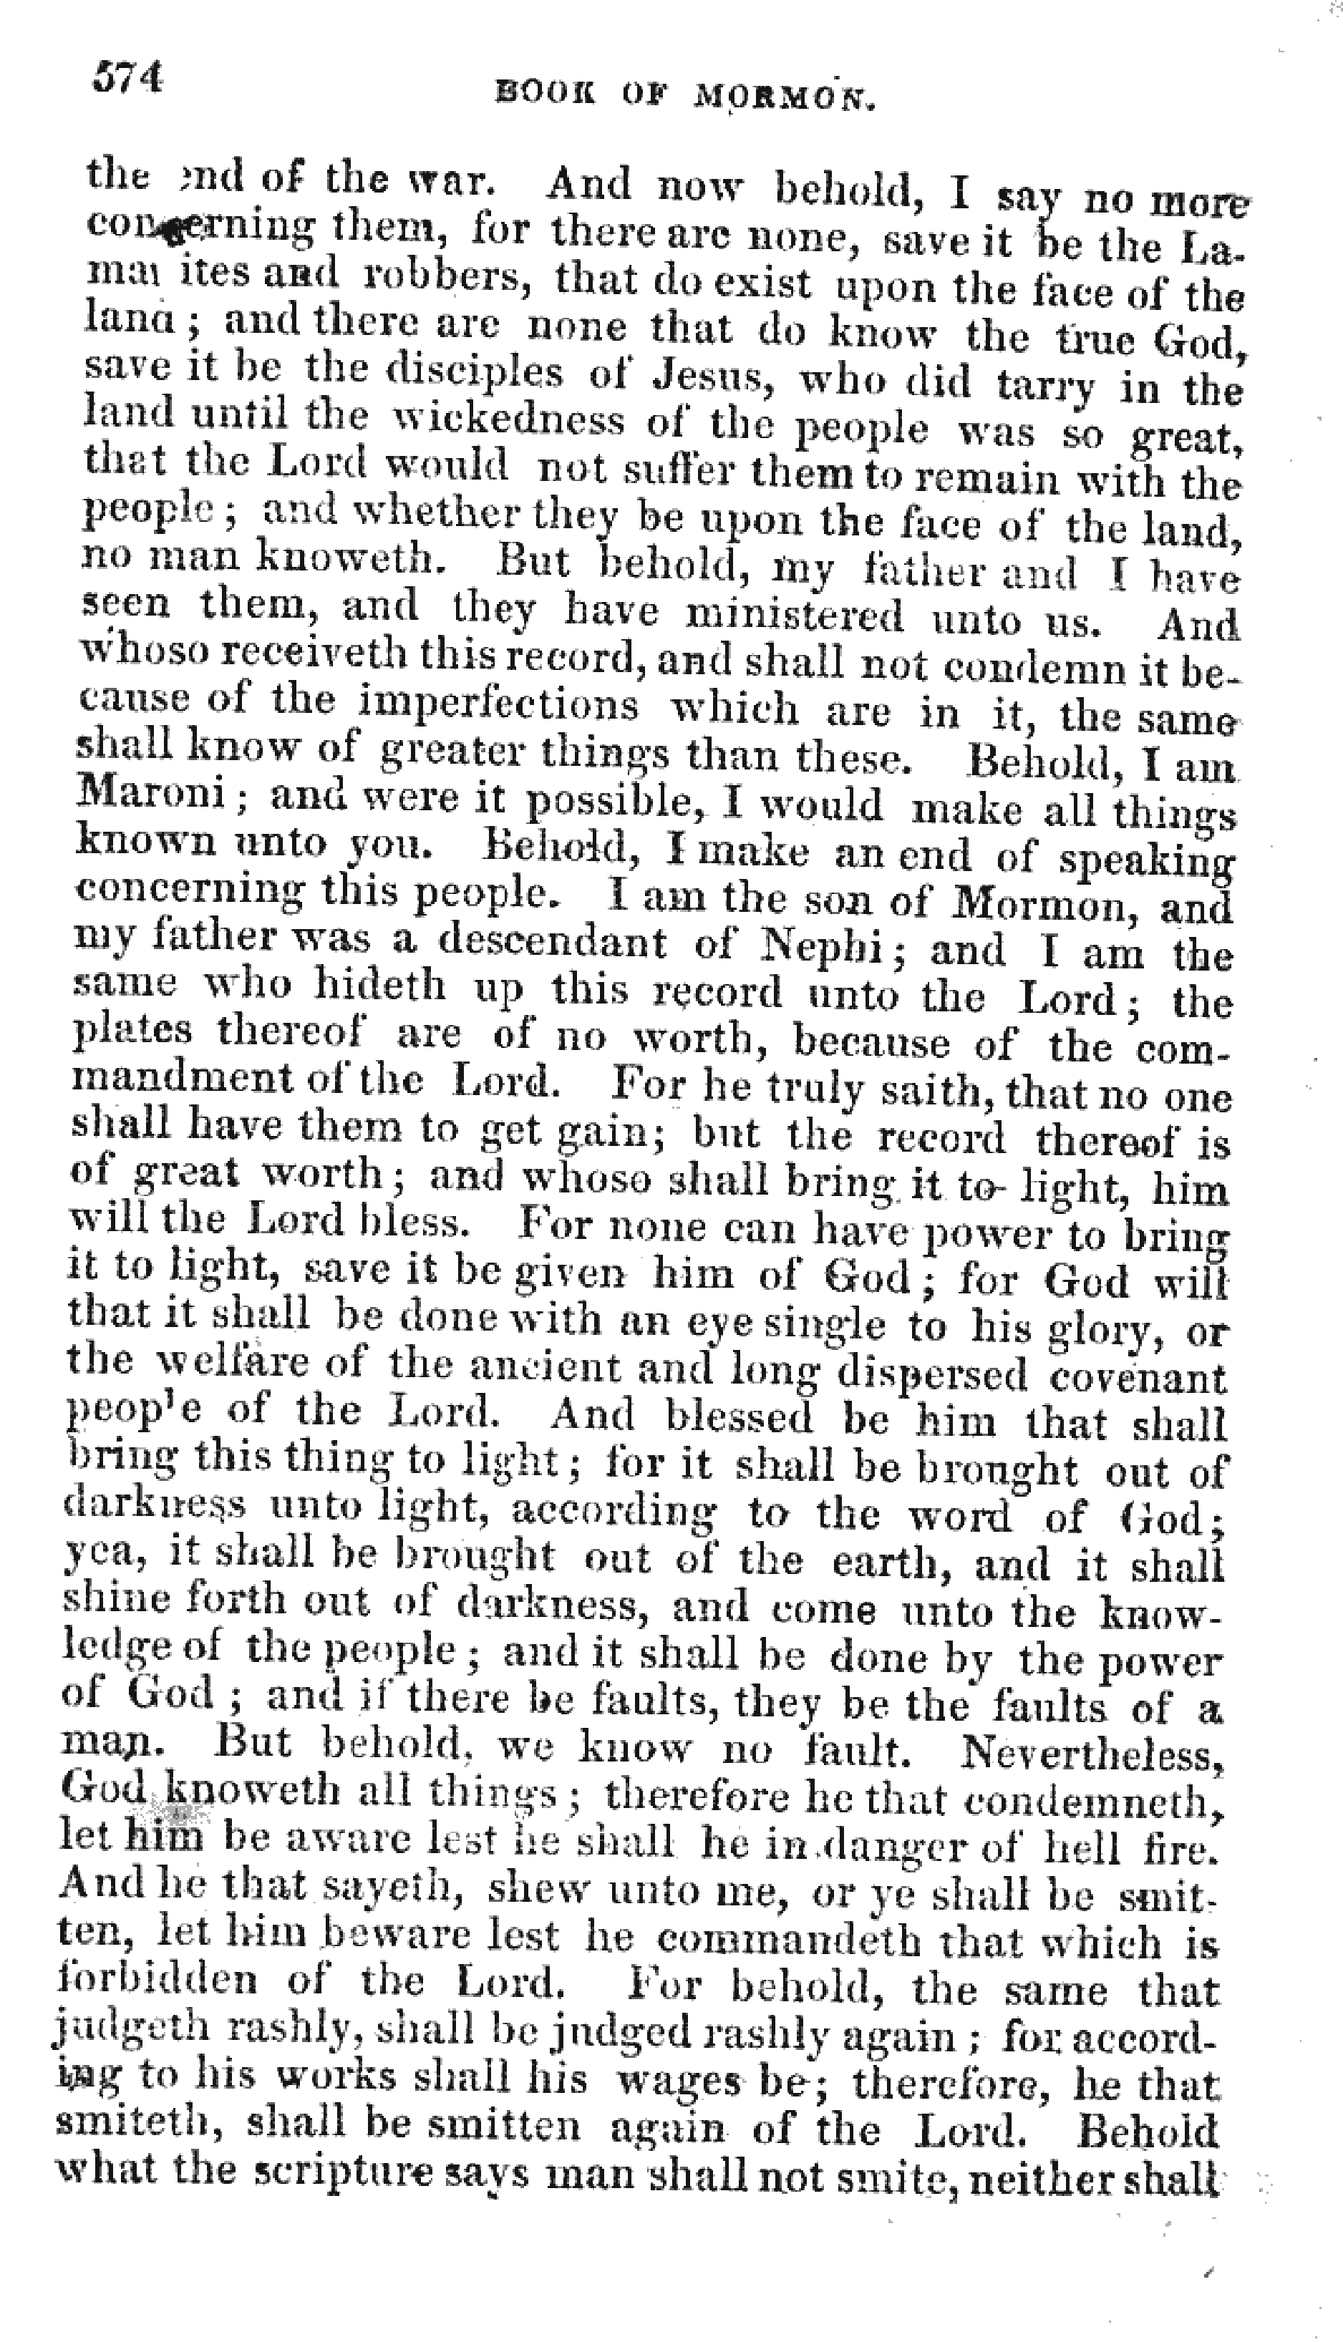 574
BOOK OF MORMON.
the end of the war. And now behold, I say no more
concerning them, for there are none, save it be the La-
manites and robbers, that do exist upon the face of the
land; and there are none that do know the true God,
save it be the disciples of Jesus, who did tarry in the
land until the wickedness of the people was so great,
that the Lord would not suffer them to remain with the
people; and whether they be upon the face of the land,
no man knoweth. But behold, my father and I have
seen them, and they have ministered unto us. And
whoso receiveth this record, and shall not condemn it be-
cause of the imperfections which are in it, the same
shall know of greater things than these. Behold, I am
Maroni; and were it possible, I would make all things
known unto you. Behold, I make an end of speaking
concerning this people. I am the son of Mormon, and
my father was a descendant of Nephi; and I am the
same who hideth up this record unto the Lord; the
plates thereof are of no worth, because of the com-
mandment of the Lord. For he truly saith, that no one
shall have them to get gain; but the record thereof is
of great worth; and whoso shall bring it to light, him
will the Lord bless. For none can have power to bring
it to light, save it be given him of God; for God will
that it shall be done with an eye single to his glory, or
the welfare of the ancient and long dispersed covenant
people of the Lord. And blessed be him that shall
bring this thing to light; for it shall be brought out of
darkness unto light, according to the word of God;
yea, it shall be brought out of the earth, and it shall
shine forth out of darkness, and come unto the know-
ledge of the people; and it shall be done by the power
of God; and if there be faults, they be the faults of a
man. But behold, we know no fault. Nevertheless,
God knoweth all things; therefore he that condemneth,
let him be aware lest he shall be in danger of hell fire.
And he that sayeth, shew unto me, or ye shall be smit-
ten, let him beware lest he commandeth that which is
forbidden of the Lord. For behold, the same that
judgeth rashly, shall be judged rashly again; for accord-
ing to his works shall his wages be; therefore, he that
smiteth, shall be smitten again of the Lord. Behold
what the scripture says man shall not smite, neither shall